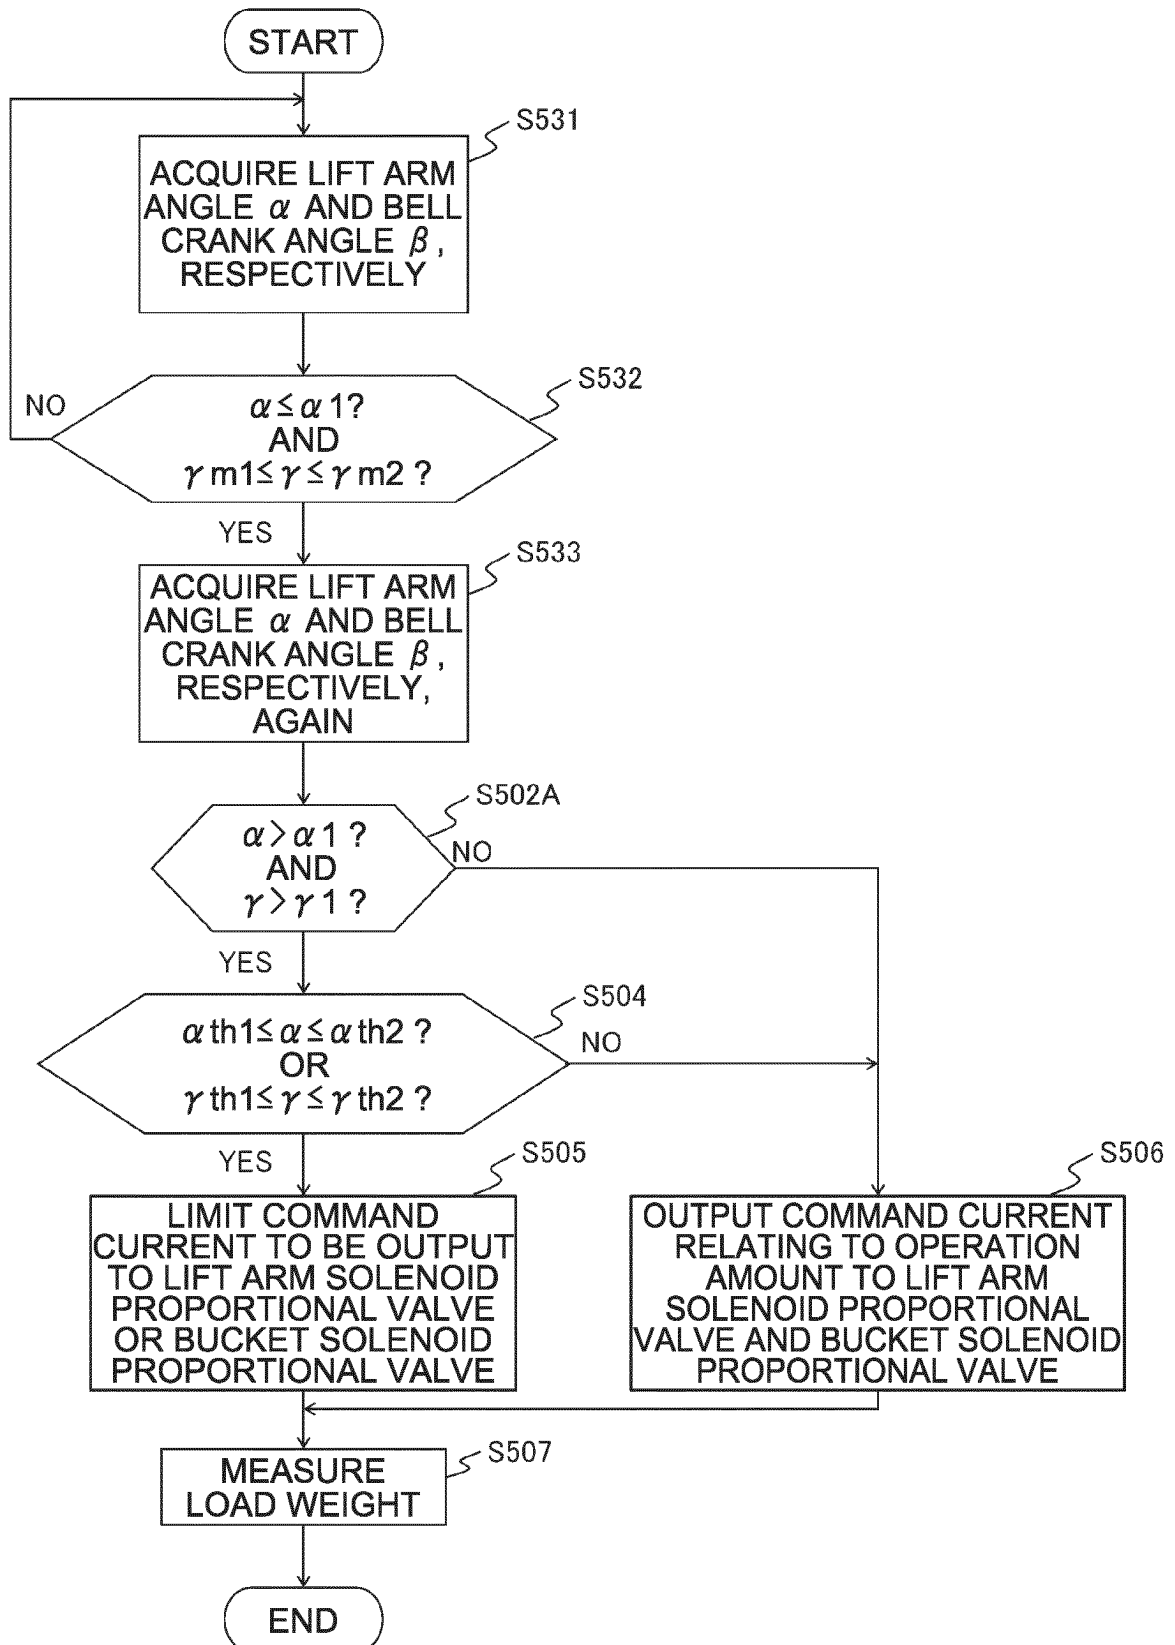 START
S531
ACQUIRE LIFT ARM
ANGLE α AND BELL
CRANK ANGLE β,
RESPECTIVELY
S532
NO
α≤α1?
AND
γm1≤γ≤γm2?
YES
S533
ACQUIRE LIFT ARM
ANGLE α AND BELL
CRANK ANGLE β,
RESPECTIVELY,
AGAIN
S502A
α>α1?
AND
γ>γ1?
NO
YES
S504
αth1≤α≤αth2?
OR
γth1≤γ≤γth2?
NO
YES
S505
LIMIT COMMAND
CURRENT TO BE OUTPUT
TO LIFT ARM SOLENOID
PROPORTIONAL VALVE
OR BUCKET SOLENOID
PROPORTIONAL VALVE
S506
OUTPUT COMMAND CURRENT
RELATING TO OPERATION
AMOUNT TO LIFT ARM
SOLENOID PROPORTIONAL
VALVE AND BUCKET SOLENOID
PROPORTIONAL VALVE
S507
MEASURE
LOAD WEIGHT
END